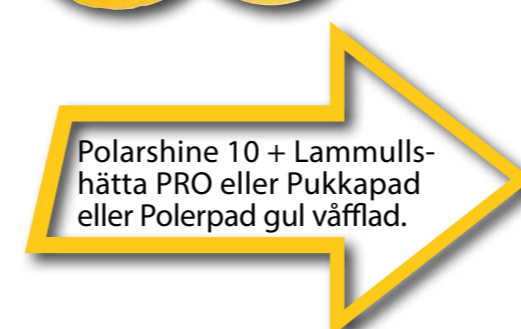 Polarshine 10 + Lammulls-
hätta PRO eller Pukkapad
eller Polerpad gul våfflad.